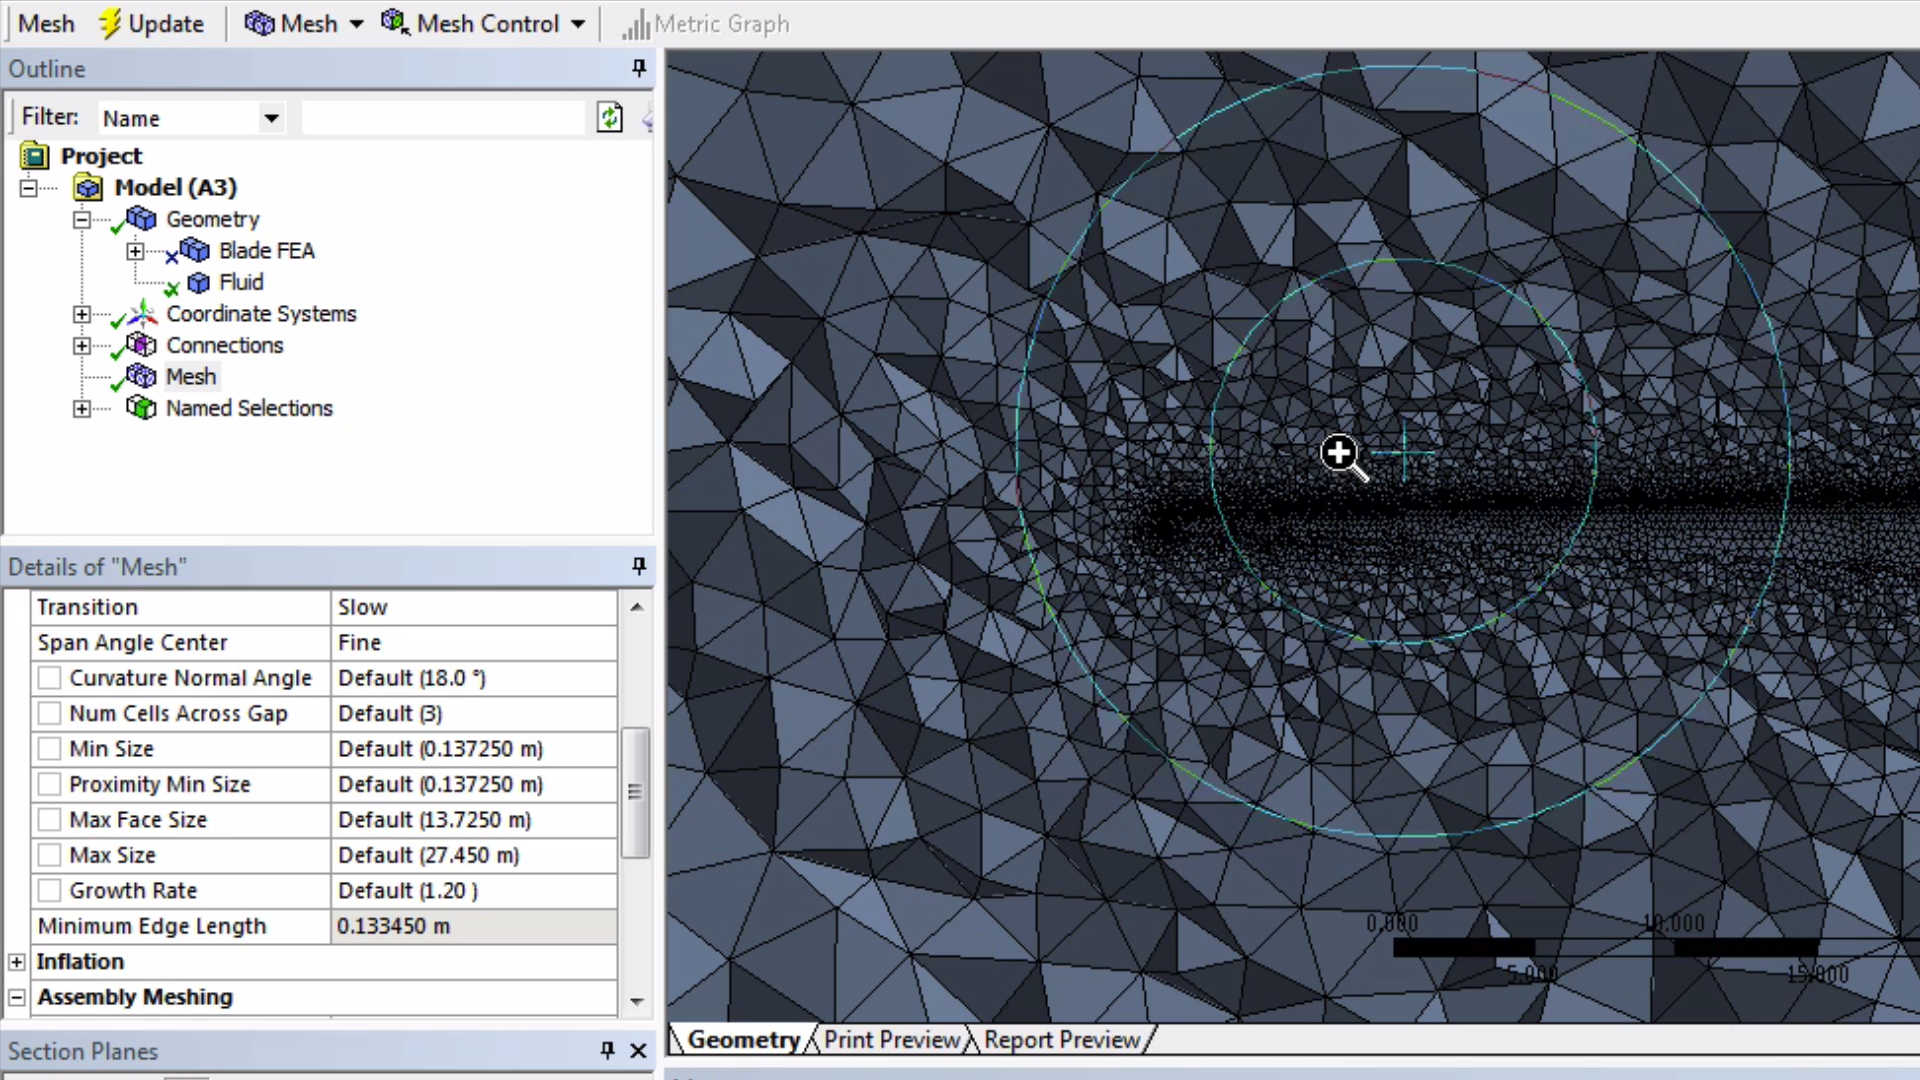 Mesh Update Mesh Mesh Control Metric Graph
Outline
Filter: Name
Project
Model (A3)
Geometry
Blade FEA
Fluid
Coordinate Systems
Connections
Mesh
Named Selections
Details of "Mesh"
Transition Slow
Span Angle Center Fine
Curvature Normal Angle Default (18.0 °)
Num Cells Across Gap Default (3)
Min Size Default (0.137250 m)
Proximity Min Size Default (0.137250 m)
Max Face Size Default (13.7250 m)
Max Size Default (27.450 m)
Growth Rate Default (1.20 )
Minimum Edge Length 0.133450 m
Inflation
Assembly Meshing
Section Planes
0.000 10.000
5.000 15.000
Geometry Print Preview Report Preview